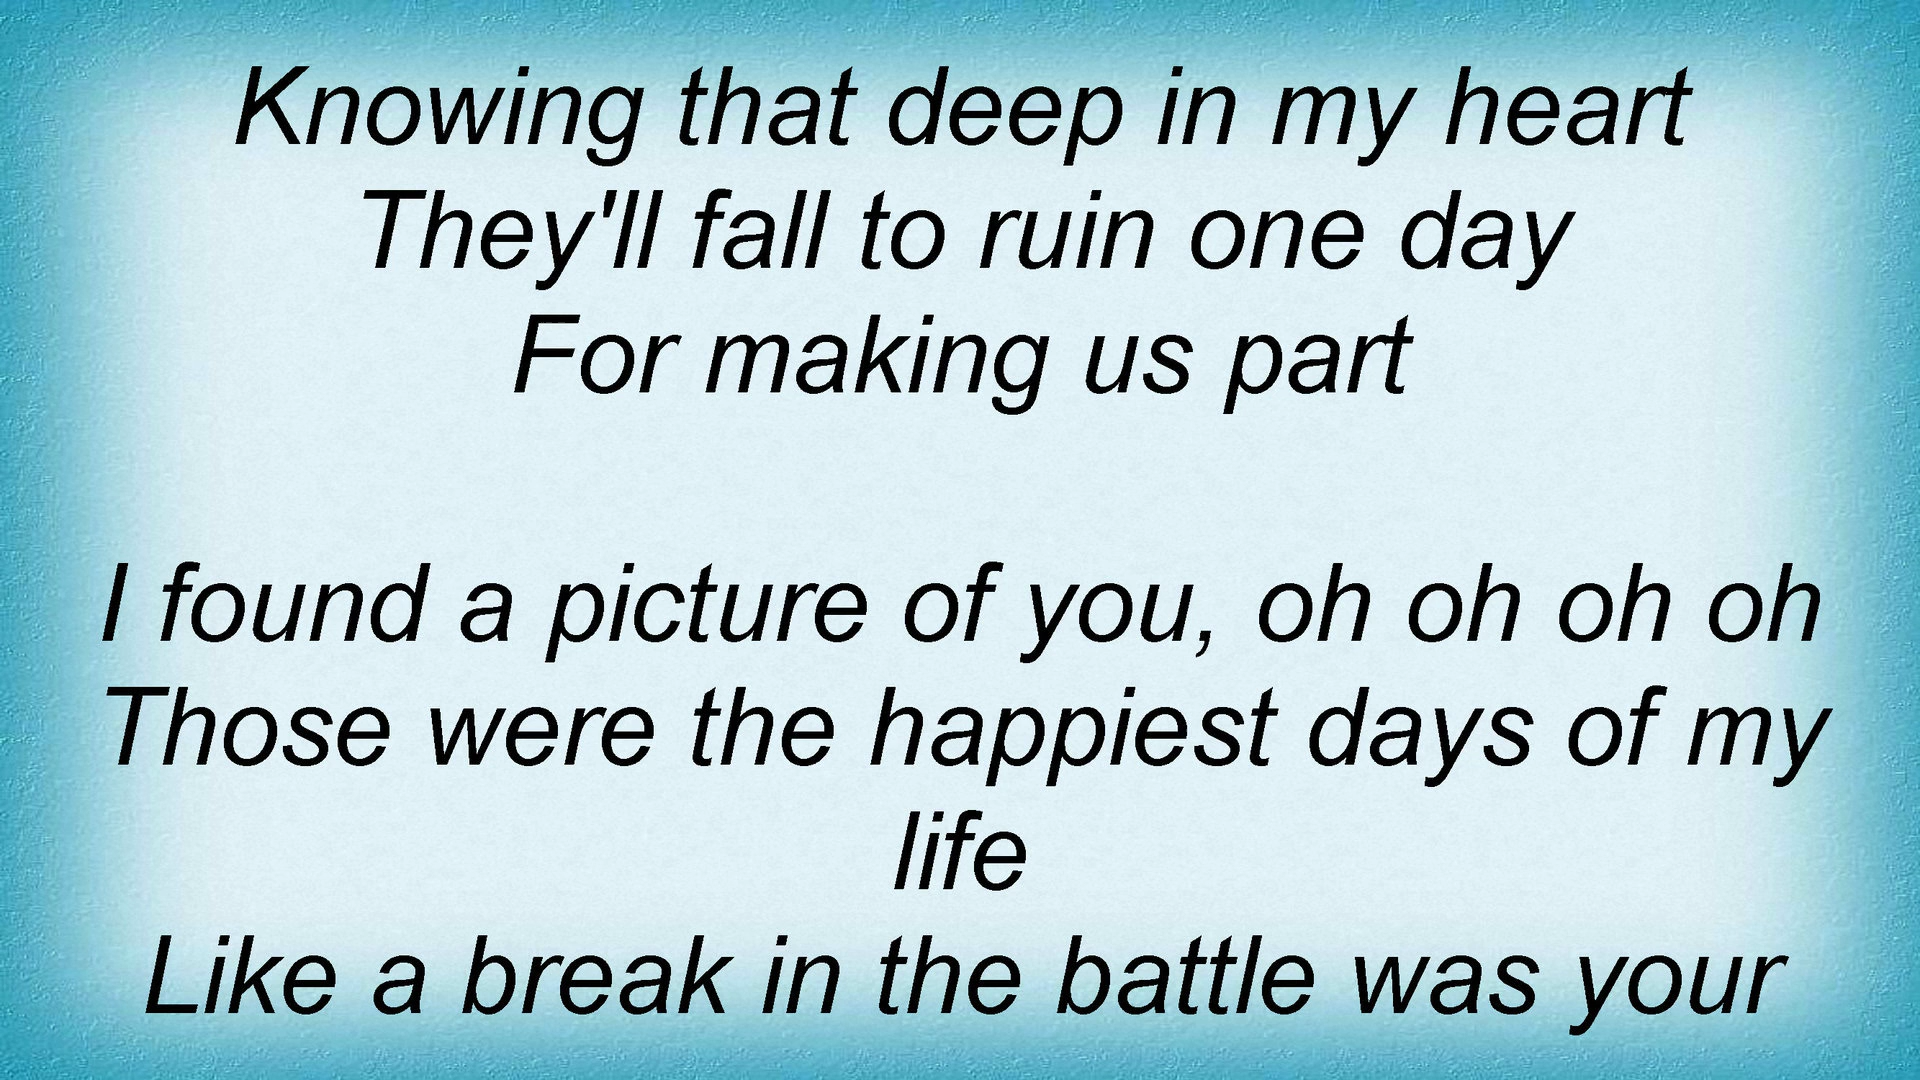 Knowing that deep in my heart
They'll fall to ruin one day
For making us part
I found a picture of you, oh oh oh oh
Those were the happiest days of my
life
Like a break in the battle was your